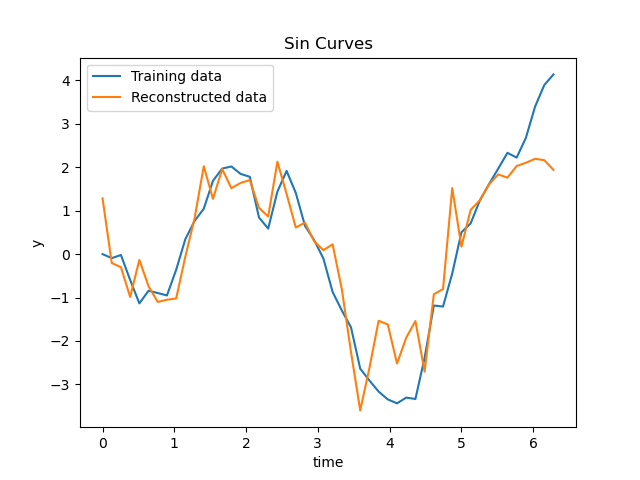 Sin Curves
Training data
Reconstructed data
y
4
3
2
1
0
−1
−2
−3
0 1 2 3 4 5 6
time